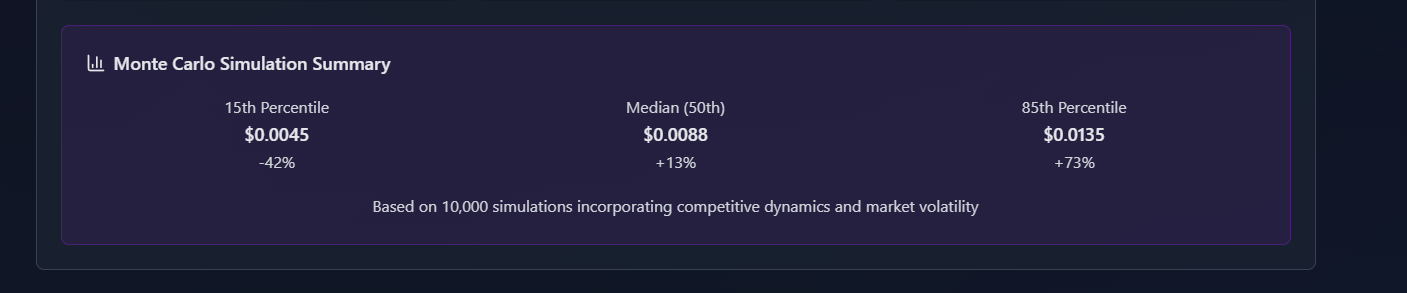 Monte Carlo Simulation Summary
15th Percentile
$0.0045
-42%
Median (50th)
$0.0088
+13%
85th Percentile
$0.0135
+73%
Based on 10,000 simulations incorporating competitive dynamics and market volatility